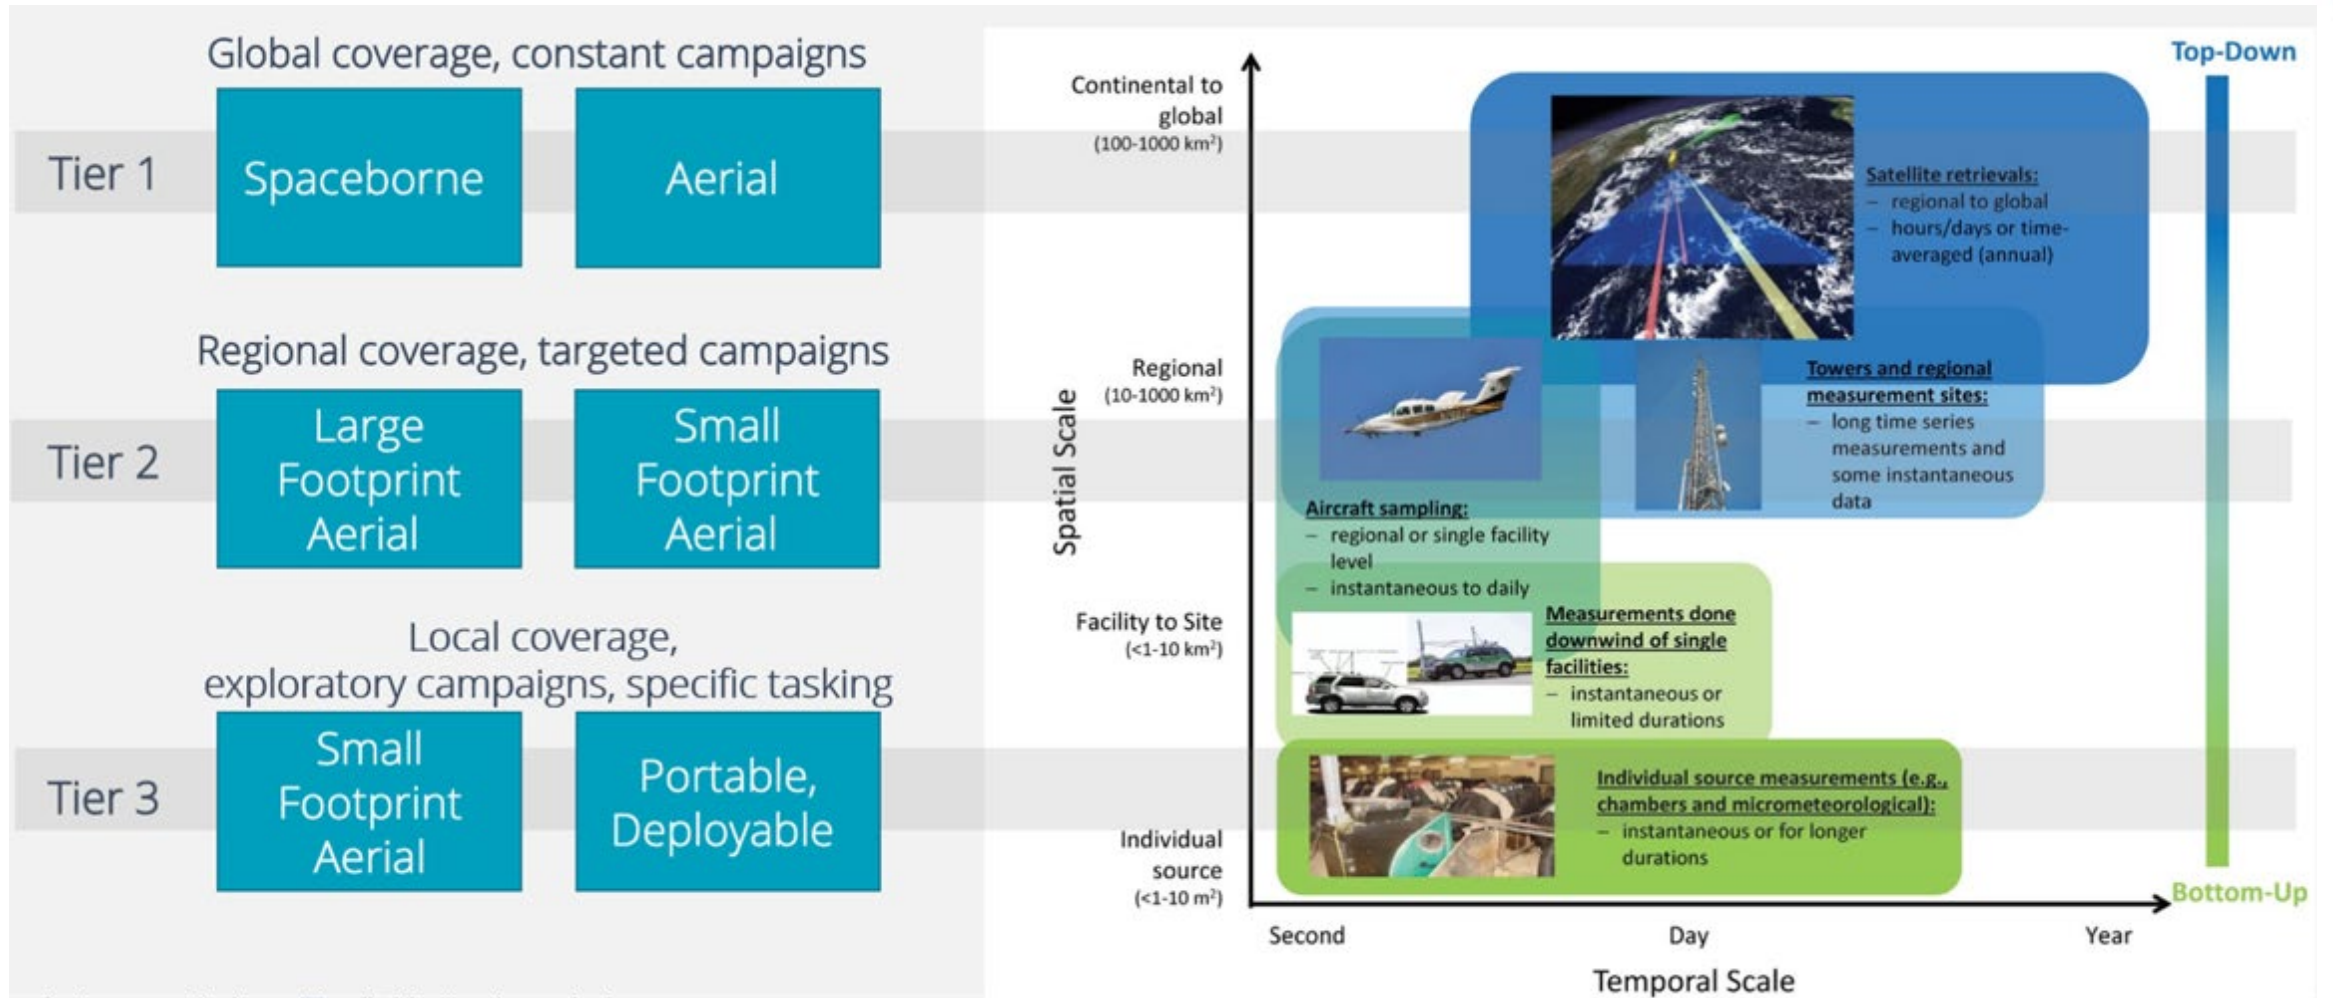 Global coverage, constant campaigns
Tier 1
Spaceborne
Aerial
Regional coverage, targeted campaigns
Tier 2
Large
Footprint
Aerial
Small
Footprint
Aerial
Local coverage,
exploratory campaigns, specific tasking
Tier 3
Small
Footprint
Aerial
Portable,
Deployable
Spatial Scale
Continental to
global
(100-1000 km²)
Regional
(10-1000 km²)
Facility to Site
(<1-10 km²)
Individual
source
(<1-10 m²)
Satellite retrievals:
– regional to global
– hours/days or time-
averaged (annual)
Towers and regional
measurement sites:
– long time series
measurements and
some instantaneous
data
Aircraft sampling:
– regional or single facility
level
– instantaneous to daily
Measurements done
downwind of single
facilities:
– instantaneous or
limited durations
Individual source measurements (e.g.,
chambers and micrometeorological):
– instantaneous or for longer
durations
Second
Day
Year
Temporal Scale
Top-Down
Bottom-Up